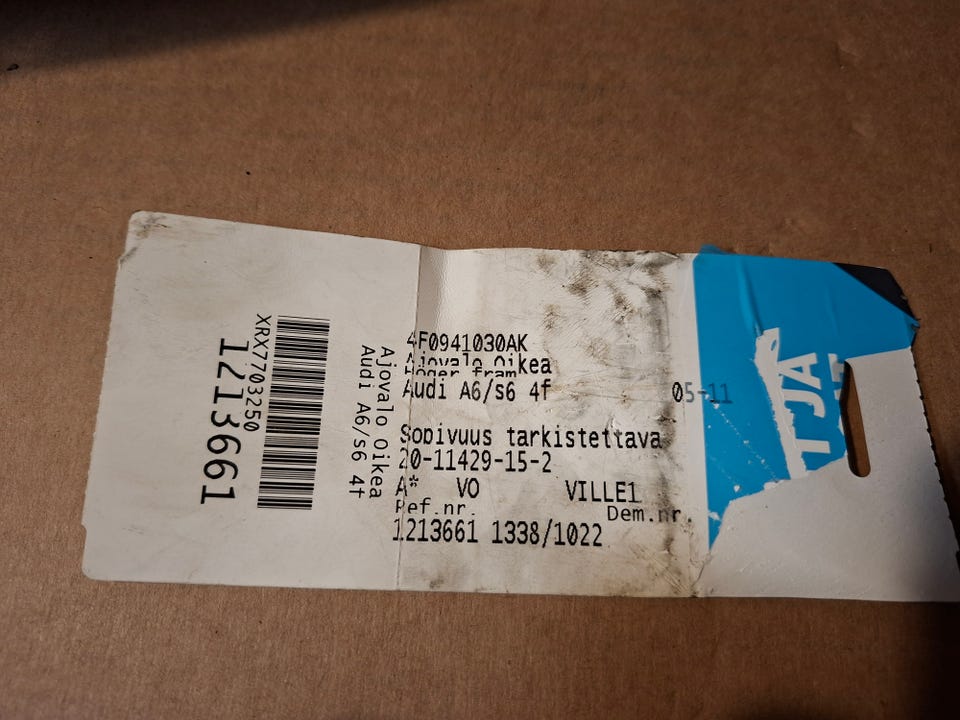 XRX7703250
1213661
Ajovalo Oikea
Audi A6/s6 4f
4F0941030AK
Ajovalo Oikea
Höger fram
Audi A6/s6 4f 05-11
Sopivuus tarkistettava
20-11429-15-2
A* VO VILLE1
Ref.nr. Dem.nr.
1213661 1338/1022